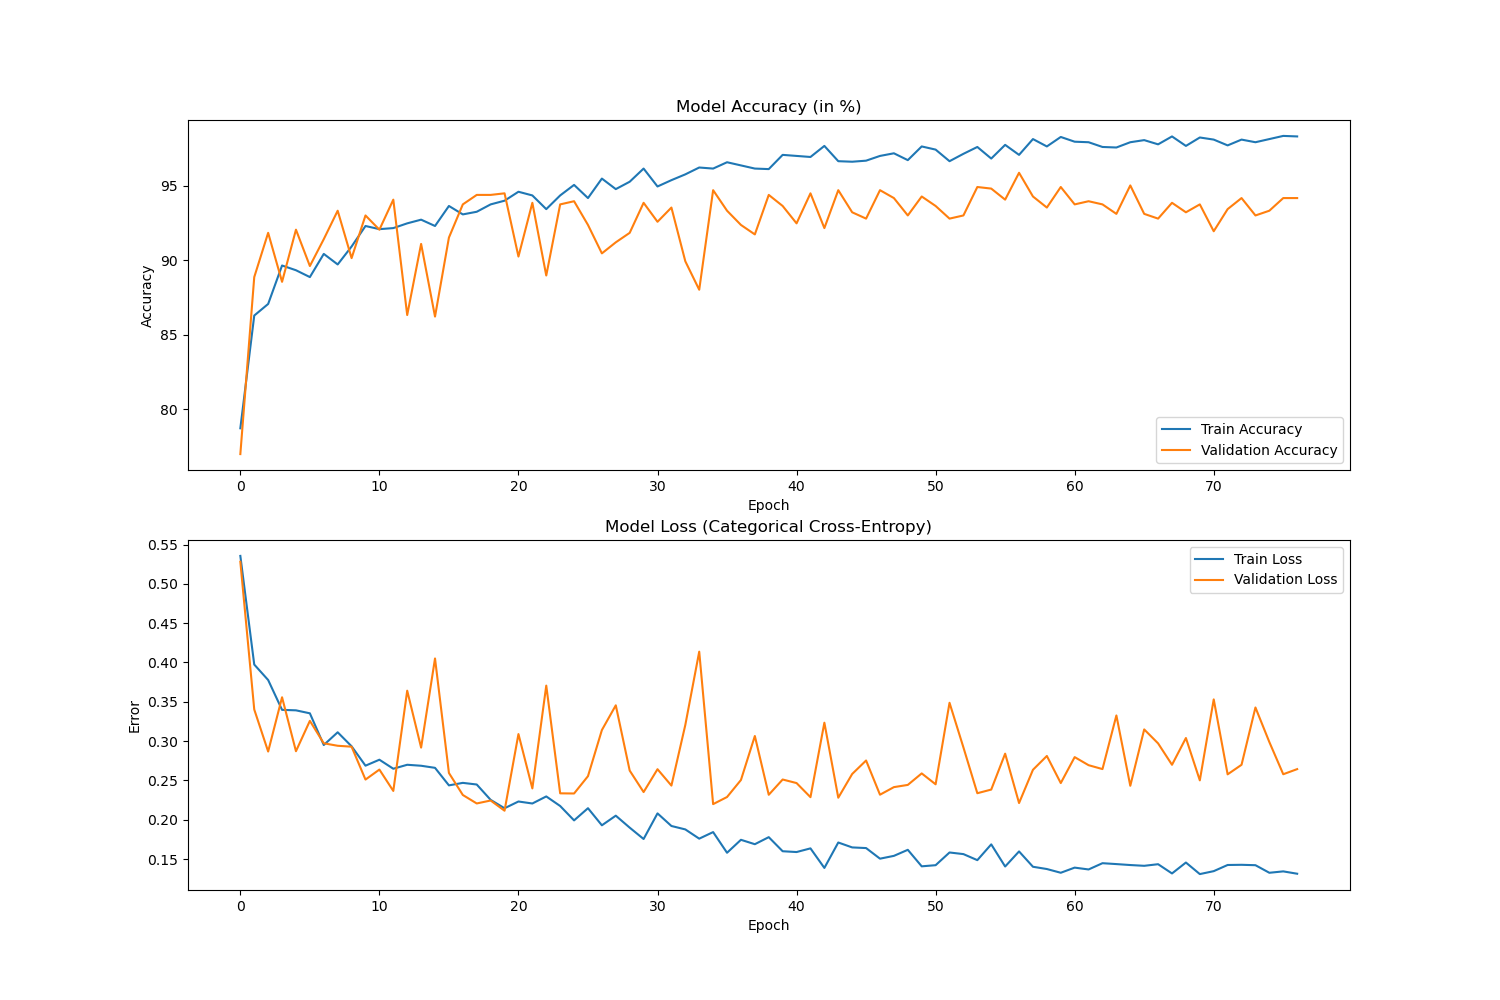 Model Accuracy (in %)
95
90
85
80
Accuracy
Train Accuracy
Validation Accuracy
0 10 20 30 40 50 60 70
Epoch
Model Loss (Categorical Cross-Entropy)
0.55
0.50
0.45
0.40
0.35
0.30
0.25
0.20
0.15
Error
Train Loss
Validation Loss
0 10 20 30 40 50 60 70
Epoch